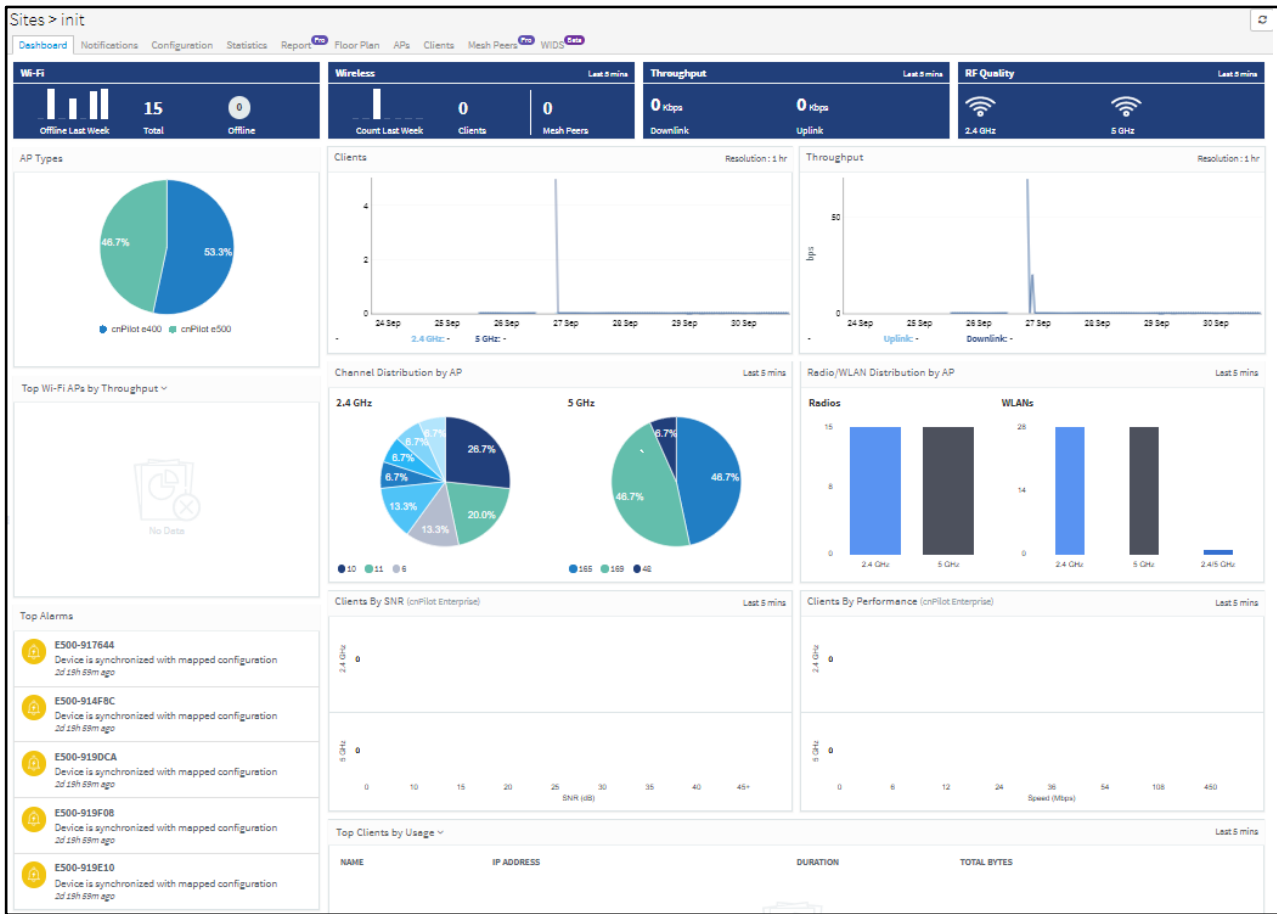 Sites > init
Dashboard Notifications Configuration Statistics Report Pro Floor Plan APs Clients Mesh Peers Pro WIDS Beta
Wi-Fi
15
0
Offline Last Week Total Offline
Wireless Last 5 mins
0 0
Count Last Week Clients Mesh Peers
Throughput Last 5 mins
0 Kbps 0 Kbps
Downlink Uplink
RF Quality Last 5 mins
2.4 GHz 5 GHz
AP Types
46.7%
53.3%
cnPilot e400 cnPilot e500
Clients Resolution : 1 hr
4
2
0
24 Sep 25 Sep 26 Sep 27 Sep 28 Sep 29 Sep 30 Sep
- 2.4 GHz: - 5 GHz: -
Throughput Resolution : 1 hr
50
bps
0
24 Sep 25 Sep 26 Sep 27 Sep 28 Sep 29 Sep 30 Sep
- Uplink: - Downlink: -
Top Wi-Fi APs by Throughput
No Data
Channel Distribution by AP Last 5 mins
2.4 GHz
6.7%
6.7%
6.7%
6.7%
26.7%
13.3%
20.0%
13.3%
10 11 6
5 GHz
6.7%
46.7%
46.7%
165 169 48
Radio/WLAN Distribution by AP Last 5 mins
Radios
15
8
0
2.4 GHz 5 GHz
WLANs
28
14
0
2.4 GHz 5 GHz 2.4/5 GHz
Top Alarms
E500-917644
Device is synchronized with mapped configuration
2d 19h 59m ago
E500-914F8C
Device is synchronized with mapped configuration
2d 19h 59m ago
E500-919DCA
Device is synchronized with mapped configuration
2d 19h 59m ago
E500-919F08
Device is synchronized with mapped configuration
2d 19h 59m ago
E500-919E10
Device is synchronized with mapped configuration
2d 19h 59m ago
Clients By SNR (cnPilot Enterprise) Last 5 mins
2.4 GHz
0
5 GHz
0
0 10 15 20 25 30 35 40 45+
SNR (dB)
Clients By Performance (cnPilot Enterprise) Last 5 mins
2.4 GHz
0
5 GHz
0
0 6 12 24 36 54 108 450
Speed (Mbps)
Top Clients by Usage Last 5 mins
NAME IP ADDRESS DURATION TOTAL BYTES